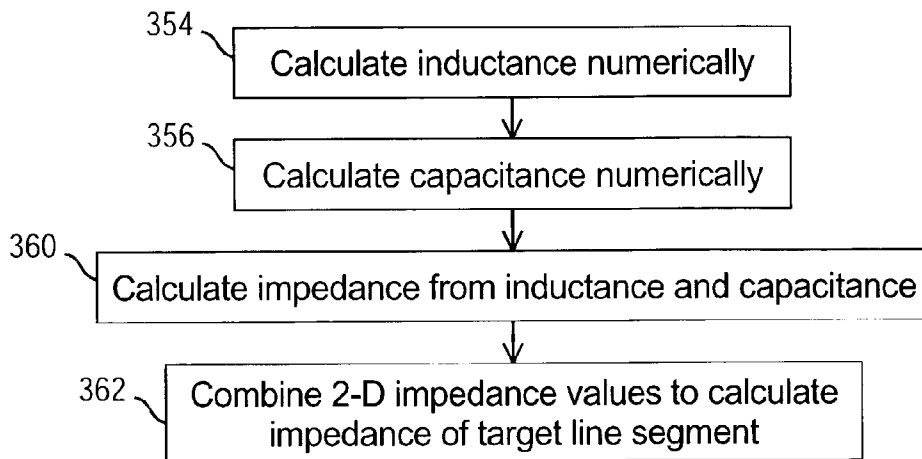 354
Calculate inductance numerically
356
Calculate capacitance numerically
360
Calculate impedance from inductance and capacitance
362
Combine 2-D impedance values to calculate
impedance of target line segment